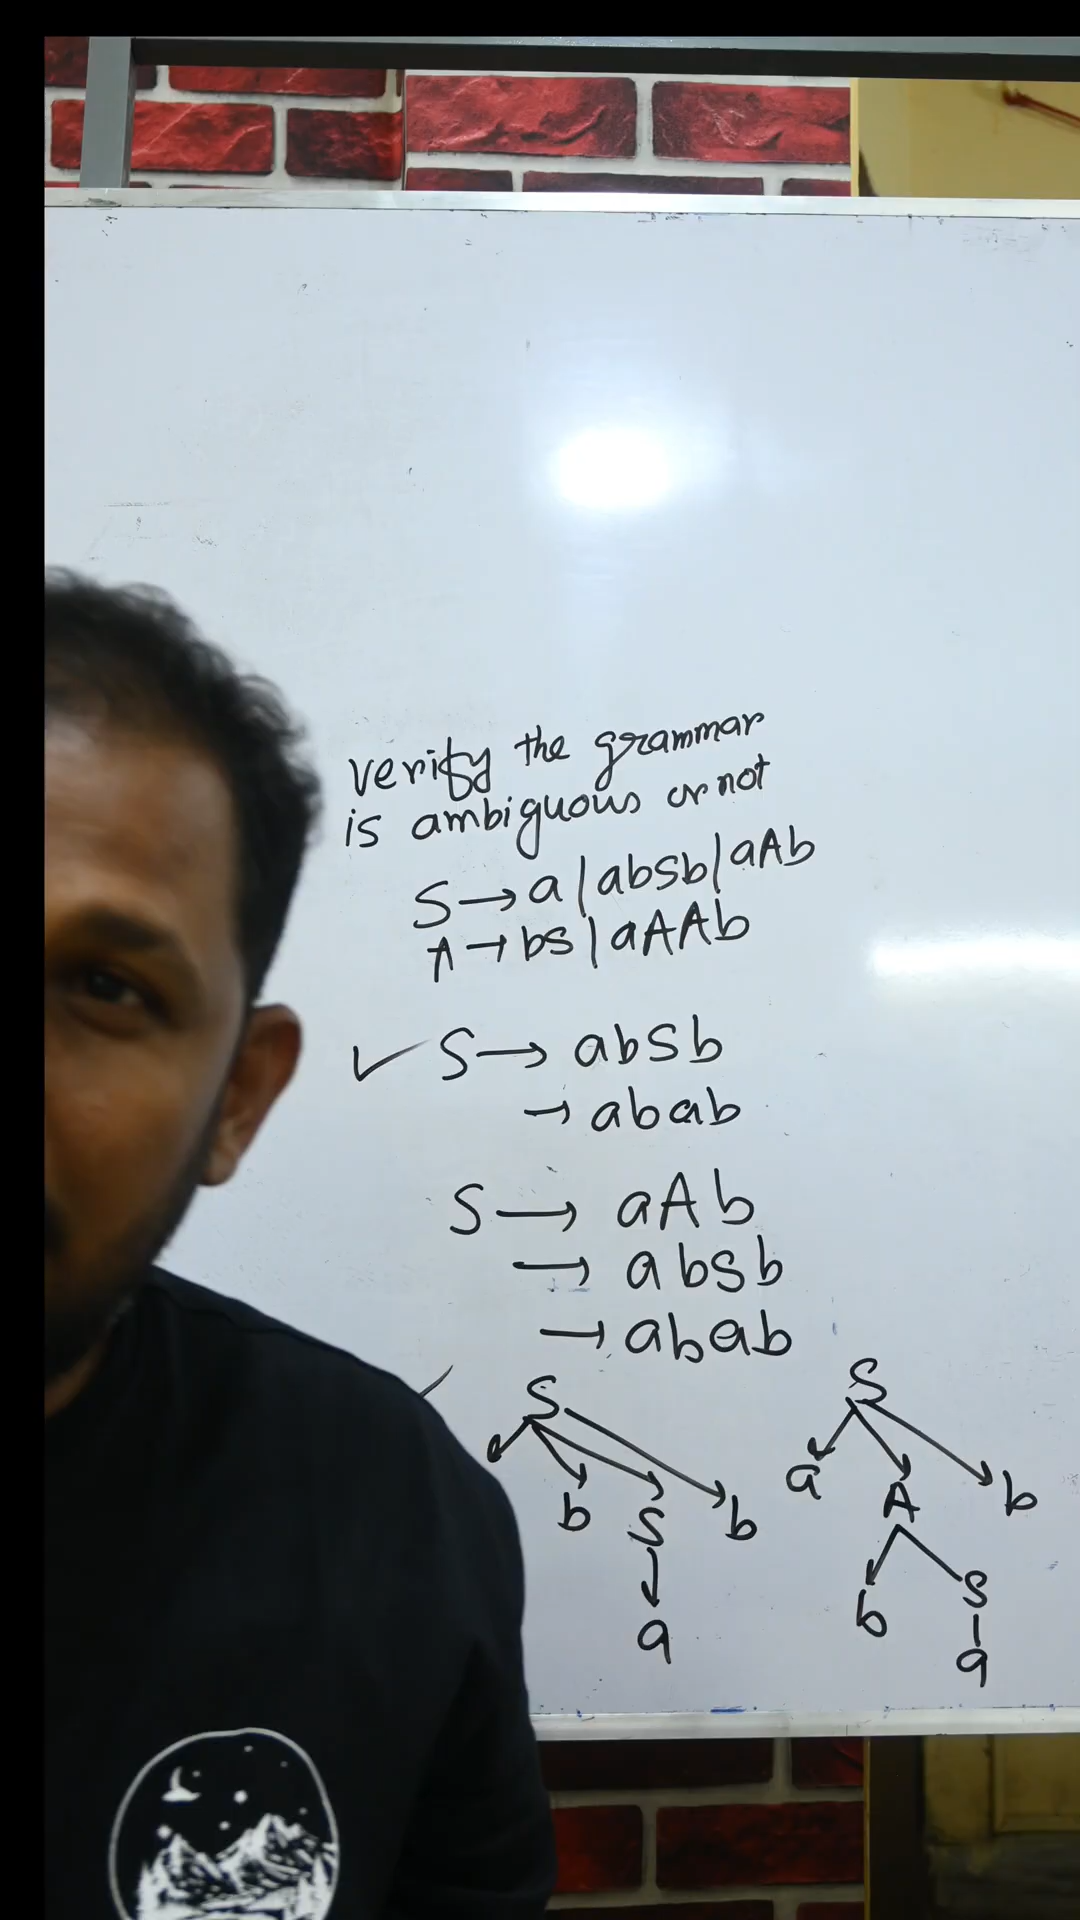 verify the grammar
is ambiguous or not
S → a | abSb | aAb
A → bS | aAAb
S → abSb
→ abab
S → aAb
→ abSb
→ abab
S
b S b
a
S
a A b
b S
a